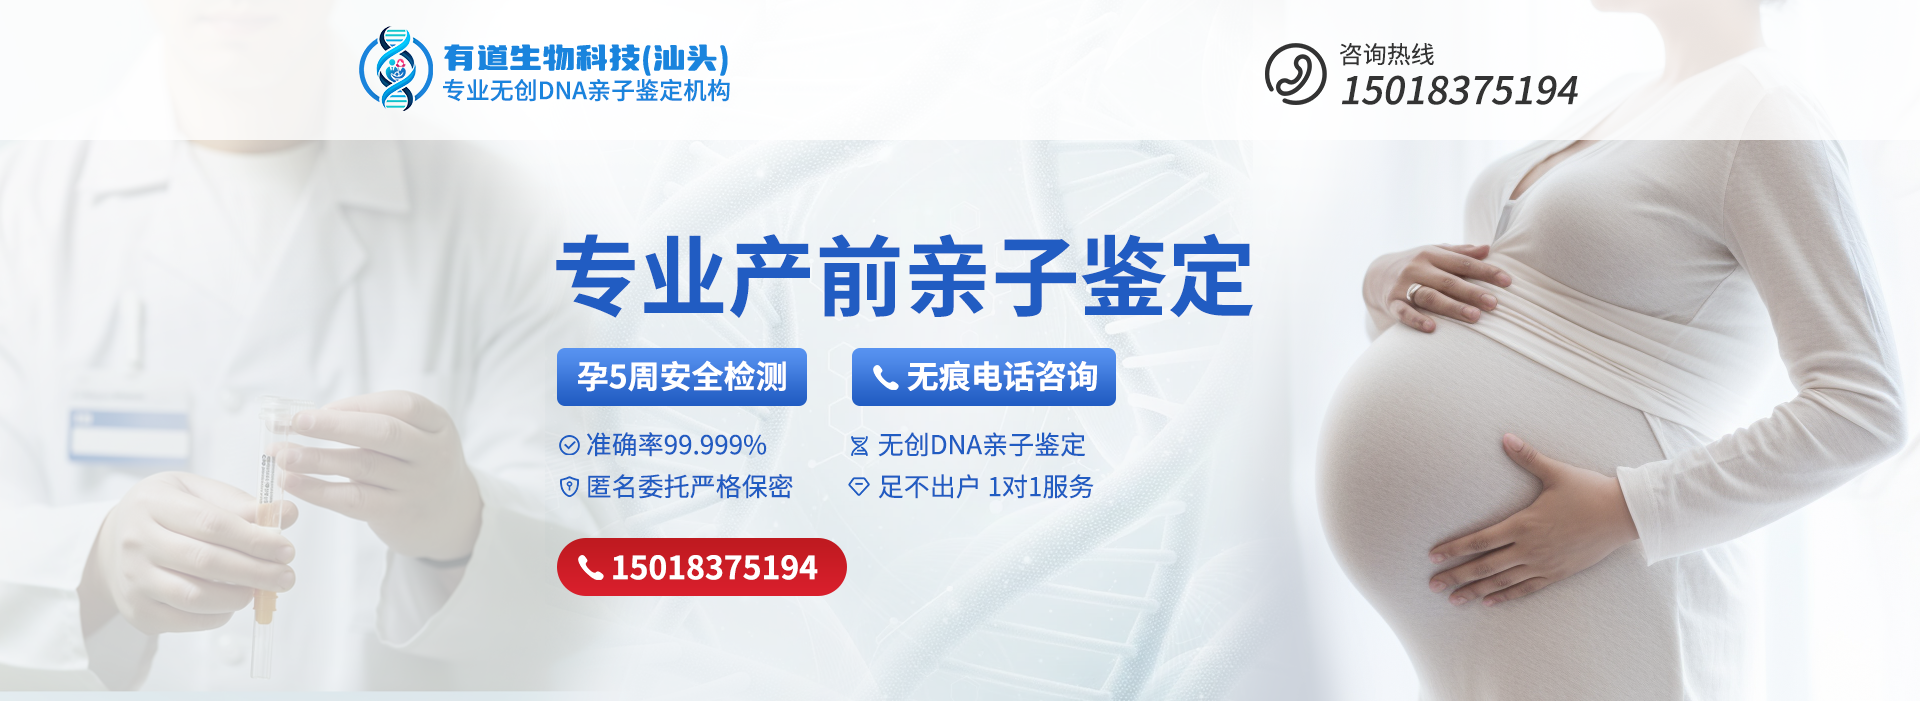 有道生物科技(汕头)
专业无创DNA亲子鉴定机构
咨询热线
15018375194
专业产前亲子鉴定
孕5周安全检测
无痕电话咨询
准确率99.999%
无创DNA亲子鉴定
匿名委托严格保密
足不出户 1对1服务
15018375194